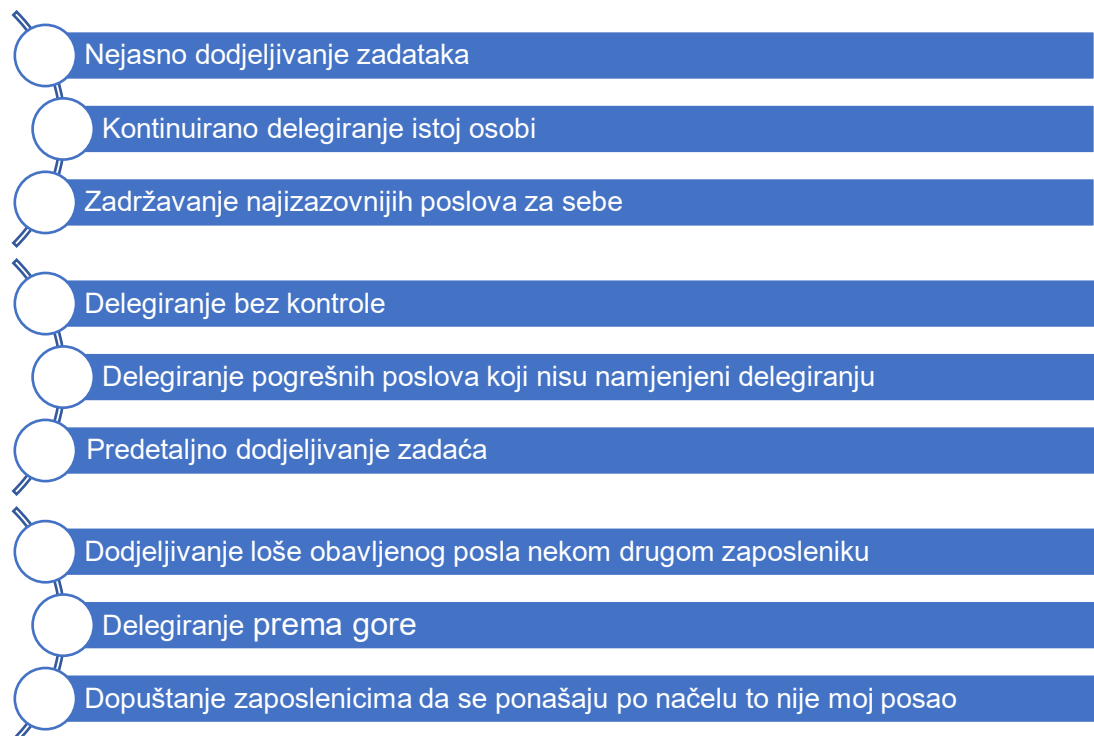 Nejasno dodjeljivanje zadataka
Kontinuirano delegiranje istoj osobi
Zadržavanje najizazovnijih poslova za sebe
Delegiranje bez kontrole
Delegiranje pogrešnih poslova koji nisu namjenjeni delegiranju
Predetaljno dodjeljivanje zadaća
Dodjeljivanje loše obavljenog posla nekom drugom zaposleniku
Delegiranje prema gore
Dopuštanje zaposlenicima da se ponašaju po načelu to nije moj posao